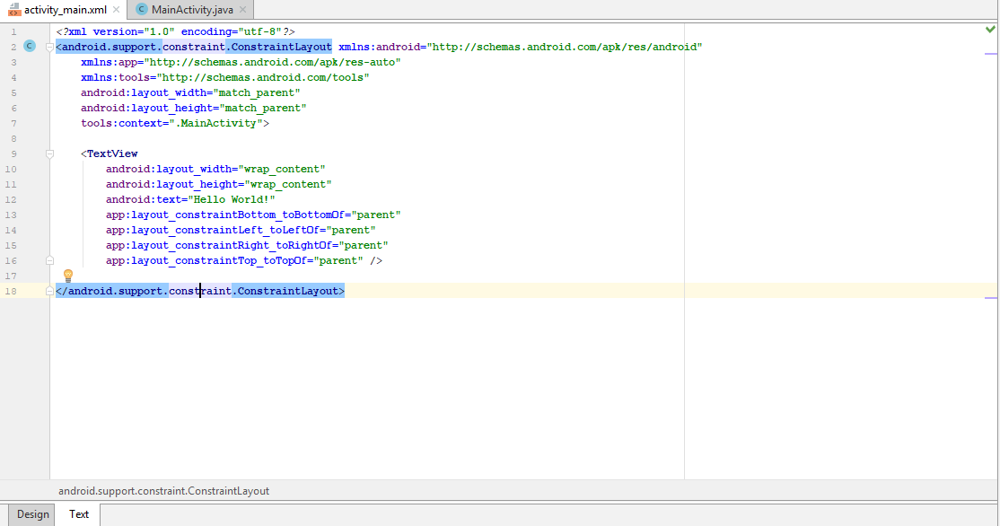 activity_main.xml × C MainActivity.java ×
1 <?xml version="1.0" encoding="utf-8"?>
2 C <android.support.constraint.ConstraintLayout xmlns:android="http://schemas.android.com/apk/res/android"
3 xmlns:app="http://schemas.android.com/apk/res-auto"
4 xmlns:tools="http://schemas.android.com/tools"
5 android:layout_width="match_parent"
6 android:layout_height="match_parent"
7 tools:context=".MainActivity">
8
9 <TextView
10 android:layout_width="wrap_content"
11 android:layout_height="wrap_content"
12 android:text="Hello World!"
13 app:layout_constraintBottom_toBottomOf="parent"
14 app:layout_constraintLeft_toLeftOf="parent"
15 app:layout_constraintRight_toRightOf="parent"
16 app:layout_constraintTop_toTopOf="parent" />
17
18 </android.support.constraint.ConstraintLayout>
android.support.constraint.ConstraintLayout
Design Text